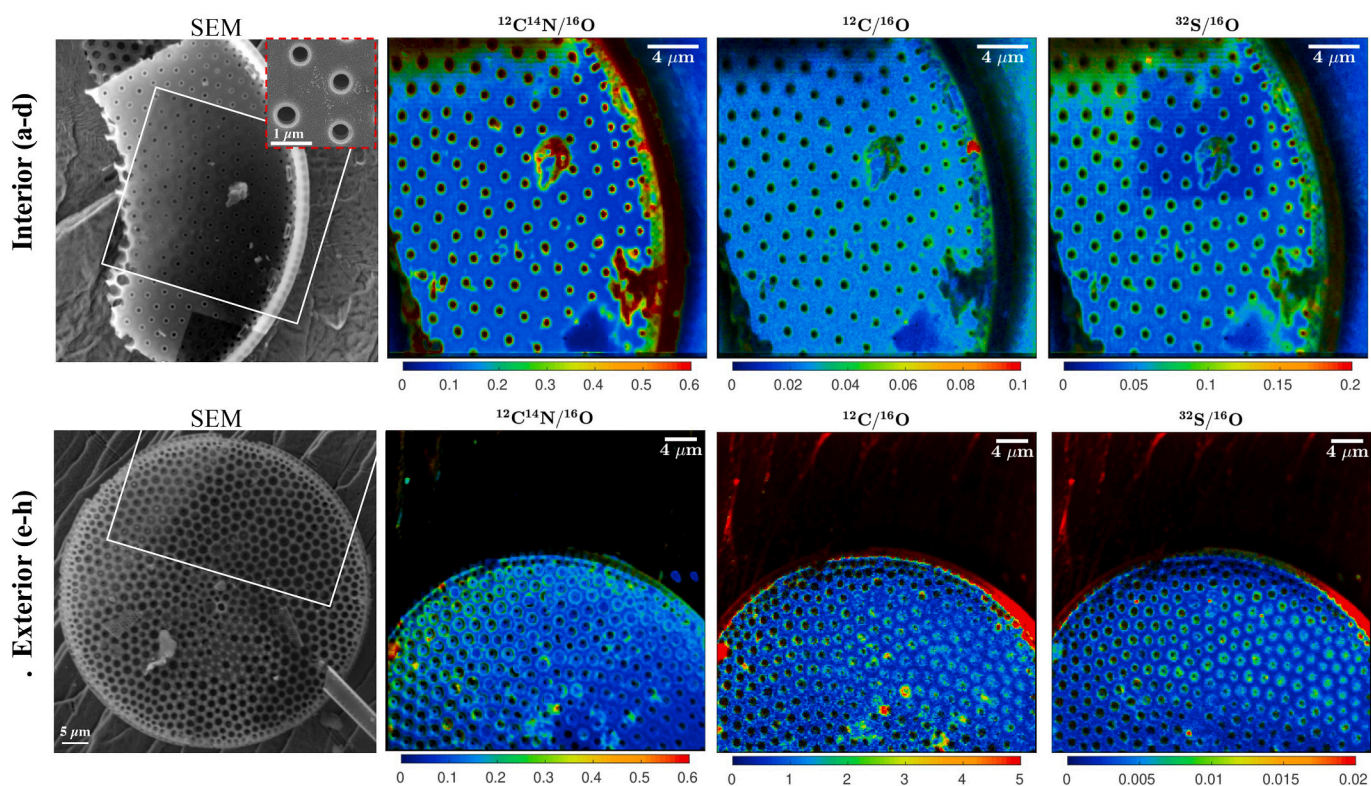 SEM
¹²C¹⁴N/¹⁶O
¹²C/¹⁶O
³²S/¹⁶O
Interior (a-d)
1 µm
4 µm
4 µm
4 µm
0 0.1 0.2 0.3 0.4 0.5 0.6
0 0.02 0.04 0.06 0.08 0.1
0 0.05 0.1 0.15 0.2
SEM
¹²C¹⁴N/¹⁶O
¹²C/¹⁶O
³²S/¹⁶O
. Exterior (e-h)
5 µm
4 µm
4 µm
4 µm
0 0.1 0.2 0.3 0.4 0.5 0.6
0 1 2 3 4 5
0 0.005 0.01 0.015 0.02